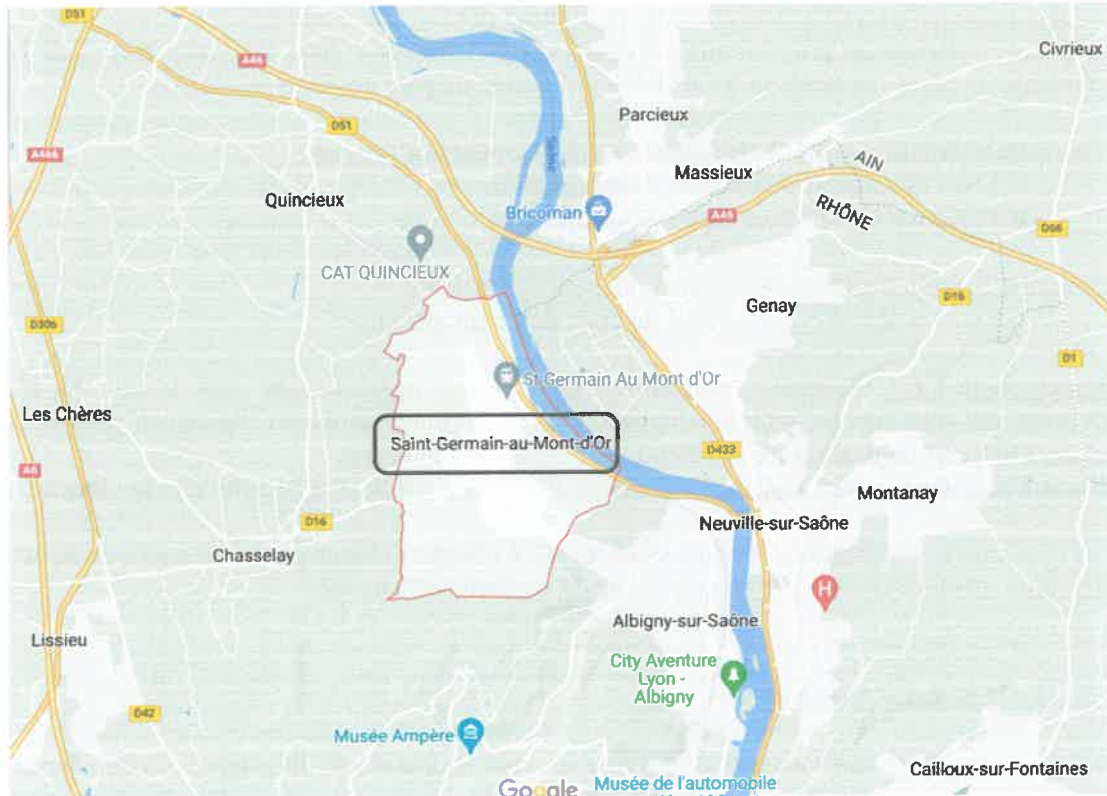 D51
A46
Civrieux
Parcieux
D51
A466
AIN
Massieux
Saône
Quincieux
RHÔNE
Bricoman
A46
D66
CAT QUINCIEUX
Genay
D16
D306
D1
St Germain Au Mont d'Or
Les Chères
Saint-Germain-au-Mont-d'Or
D433
A6
Montanay
D16
Neuville-sur-Saône
Chasselay
H
Albigny-sur-Saône
Lissieu
City Aventure
Lyon -
Albigny
D42
Musée Ampère
Cailloux-sur-Fontaines
Google
Musée de l'automobile